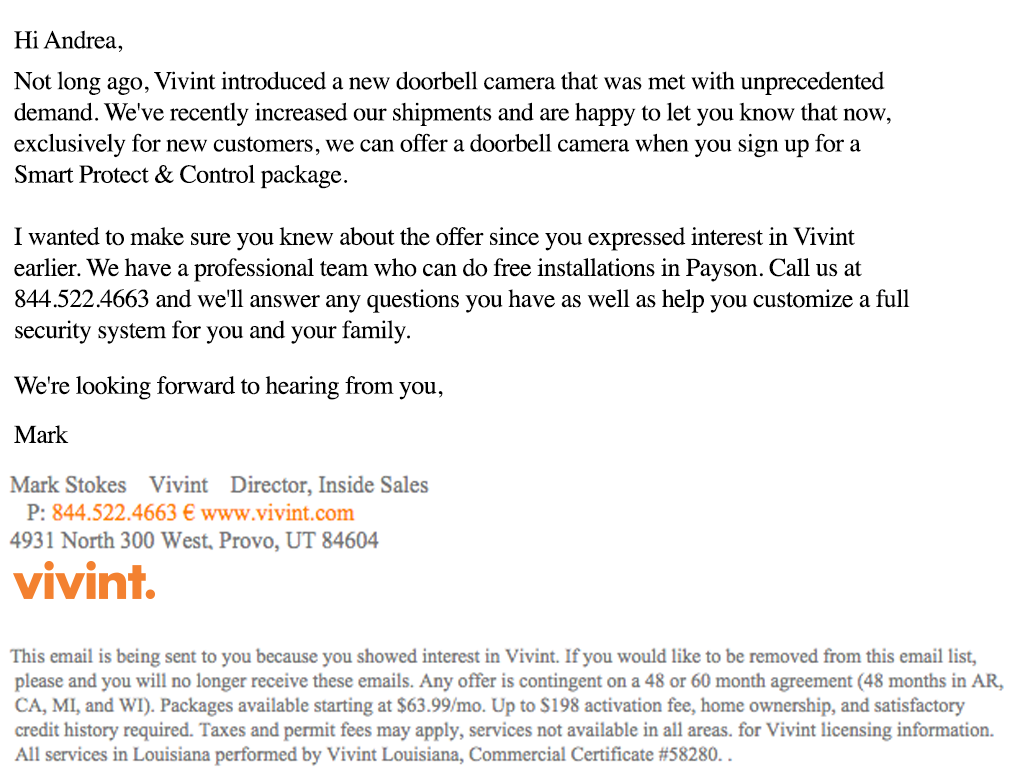 Hi Andrea,
Not long ago, Vivint introduced a new doorbell camera that was met with unprecedented
demand. We've recently increased our shipments and are happy to let you know that now,
exclusively for new customers, we can offer a doorbell camera when you sign up for a
Smart Protect & Control package.
I wanted to make sure you knew about the offer since you expressed interest in Vivint
earlier. We have a professional team who can do free installations in Payson. Call us at
844.522.4663 and we'll answer any questions you have as well as help you customize a full
security system for you and your family.
We're looking forward to hearing from you,
Mark
Mark Stokes Vivint Director, Inside Sales
P: 844.522.4663 € www.vivint.com
4931 North 300 West, Provo, UT 84604
vivint.
This email is being sent to you because you showed interest in Vivint. If you would like to be removed from this email list,
please and you will no longer receive these emails. Any offer is contingent on a 48 or 60 month agreement (48 months in AR,
CA, MI, and WI). Packages available starting at $63.99/mo. Up to $198 activation fee, home ownership, and satisfactory
credit history required. Taxes and permit fees may apply, services not available in all areas. for Vivint licensing information.
All services in Louisiana performed by Vivint Louisiana, Commercial Certificate #58280. .